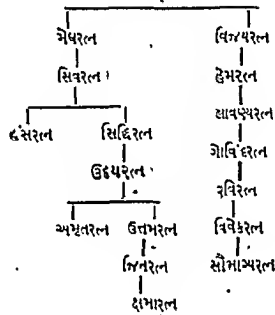 મેઘરત્ન વિજયરત્ન
સિવરત્ન હેમરત્ન
હંસરત્ન સિદ્ધિરત્ન લાવણ્યરત્ન
ઉદયરત્ન ગોવિંદરત્ન
રવિરત્ન
અમૃતરત્ન ઉત્તમરત્ન વિવેકરત્ન
જિનરત્ન સૌભાગ્યરત્ન
ક્ષમારત્ન